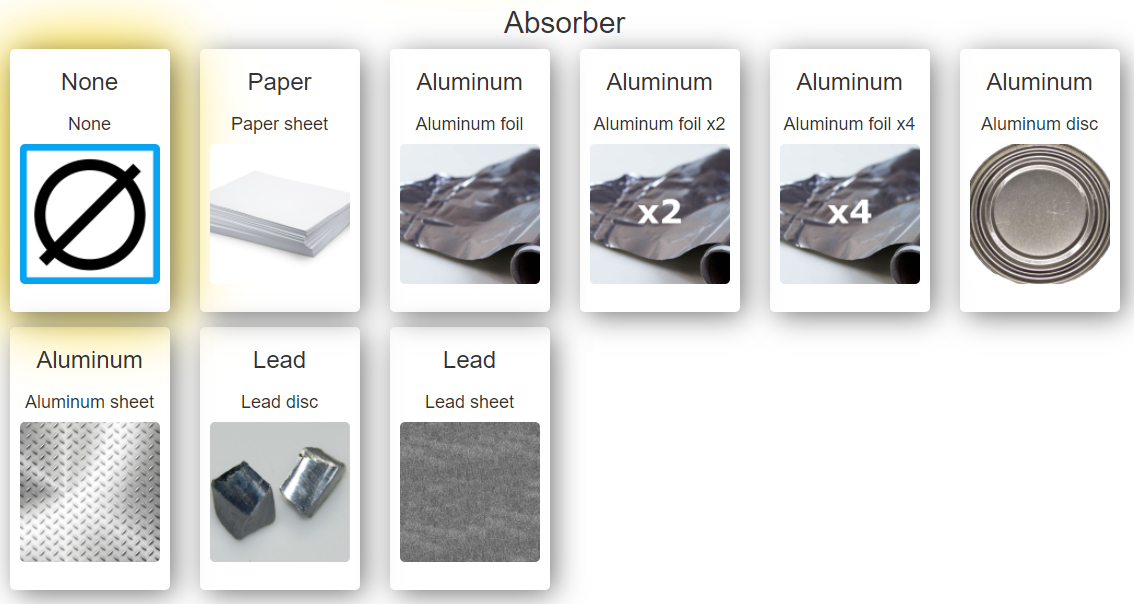 Absorber
None
None
Paper
Paper sheet
Aluminum
Aluminum foil
Aluminum
Aluminum foil x2
x2
Aluminum
Aluminum foil x4
x4
Aluminum
Aluminum disc
Aluminum
Aluminum sheet
Lead
Lead disc
Lead
Lead sheet